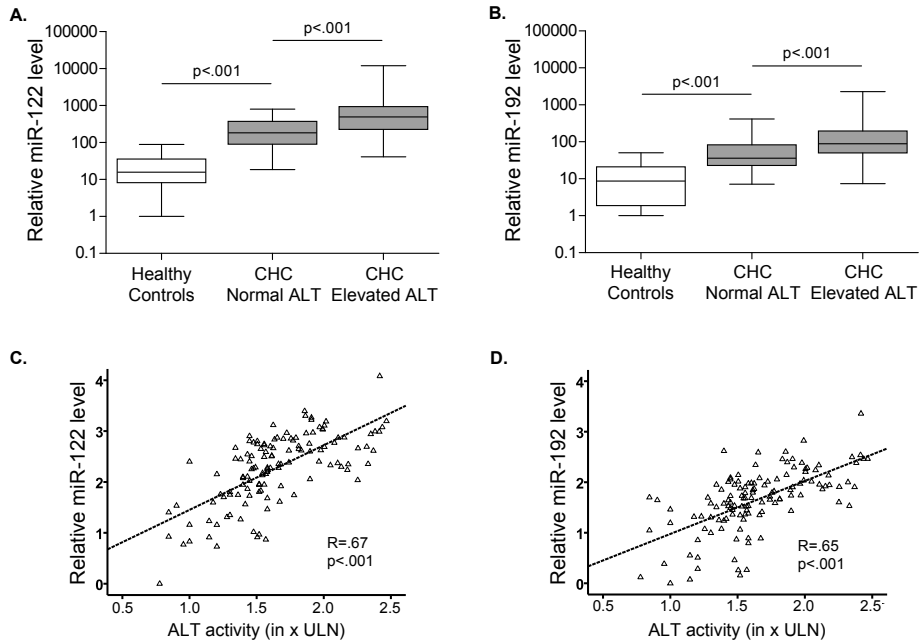 A.
100000
10000
1000
100
10
1
0.1
Relative miR-122 level
p<.001
p<.001
Healthy
Controls
CHC
Normal ALT
CHC
Elevated ALT
B.
100000
10000
1000
100
10
1
0.1
Relative miR-192 level
p<.001
p<.001
Healthy
Controls
CHC
Normal ALT
CHC
Elevated ALT
C.
4
3
2
1
0
Relative miR-122 level
R=.67
p<.001
0.5
1.0
1.5
2.0
2.5
ALT activity (in x ULN)
D.
4
3
2
1
0
Relative miR-192 level
R=.65
p<.001
0.5
1.0
1.5
2.0
2.5
ALT activity (in x ULN)